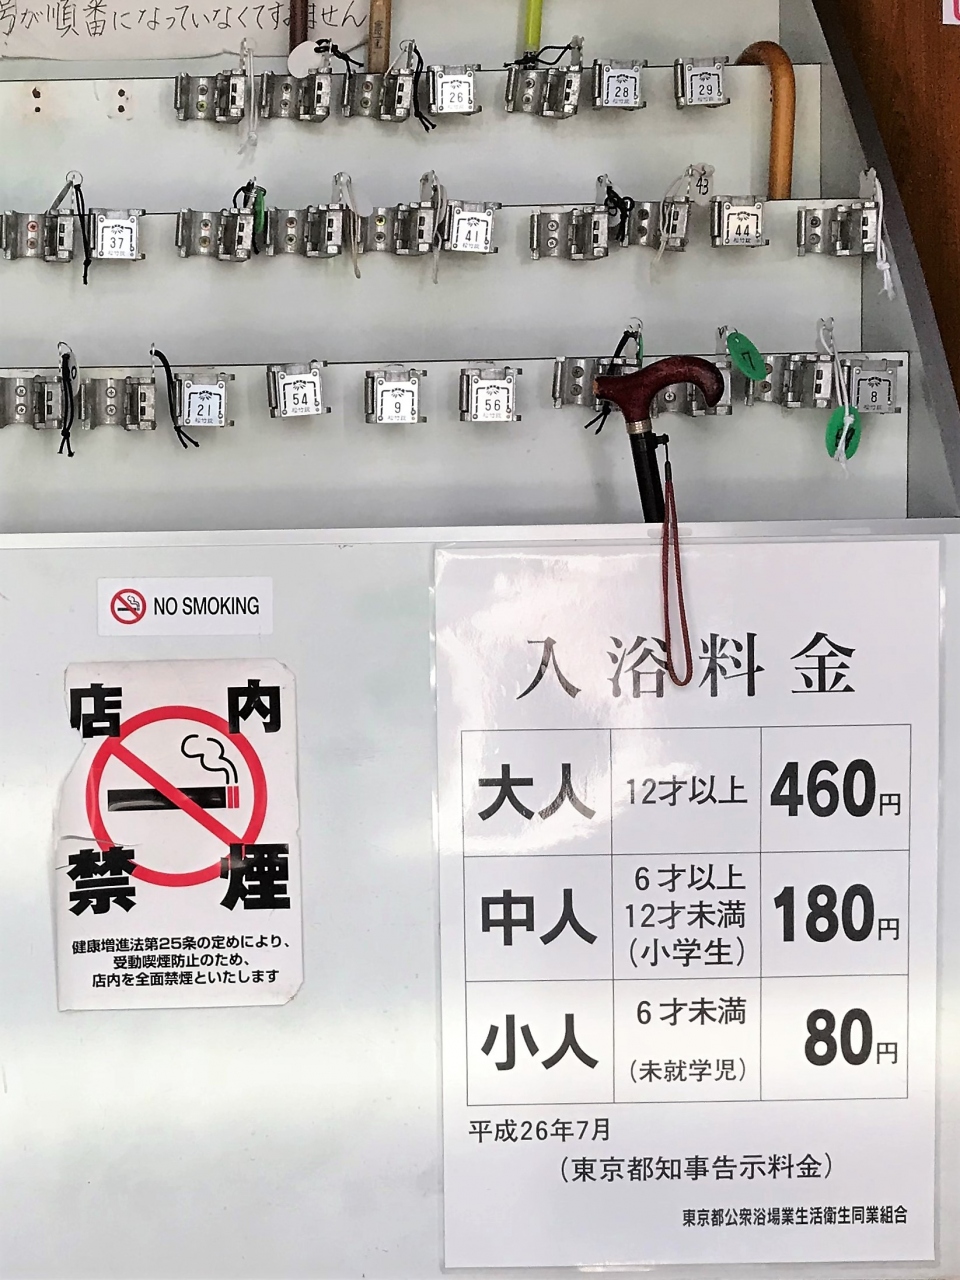 号が順番になっていなくてすみません
26
28
29
37
41
43
44
21
54
9
56
7
8
NO SMOKING
店内
禁煙
健康増進法第25条の定めにより、
受動喫煙防止のため、
店内を全面禁煙といたします
入浴料金
大人 12才以上 460円
中人 6才以上
12才未満
(小学生) 180円
小人 6才未満
(未就学児) 80円
平成26年7月
(東京都知事告示料金)
東京都公衆浴場業生活衛生同業組合